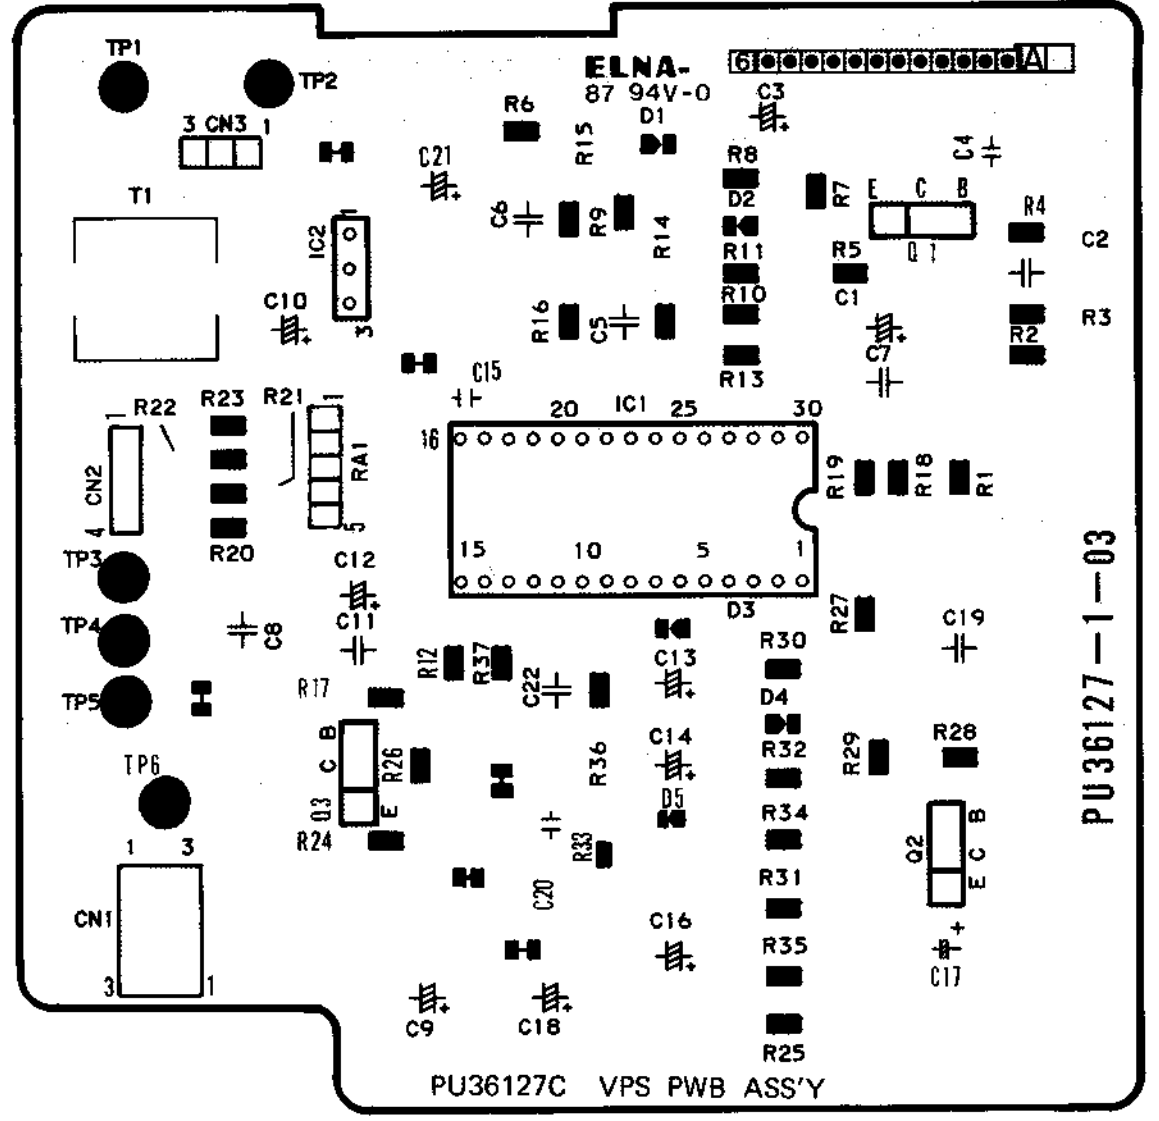 TP1
TP2
ELNA-
87 94V-0
6
A
C3
3 CN3 1
R6
R15
D1
C21
C4
R8
T1
D2
R7
E C B
C6
R9
R14
R4
C2
1
IC2
3
R11
R5
Q1
C10
R10
C1
R16
C5
R3
R2
C7
R13
C15
R22
R23
R21
1
20
IC1
25
30
16
1
CN2
4
RA1
5
R19
R18
R1
R20
15
10
5
1
TP3
C12
D3
R27
C19
TP4
C11
C8
R12
R37
C13
R30
R17
C22
TP5
D4
B
C
E
Q3
R26
R36
C14
R32
R29
R28
TP6
D5
R34
R24
R33
B
C
E
Q2
1 3
CN1
3 1
C20
R31
C16
R35
+
C17
C9
C18
R25
PU36127-1-03
PU36127C VPS PWB ASS'Y